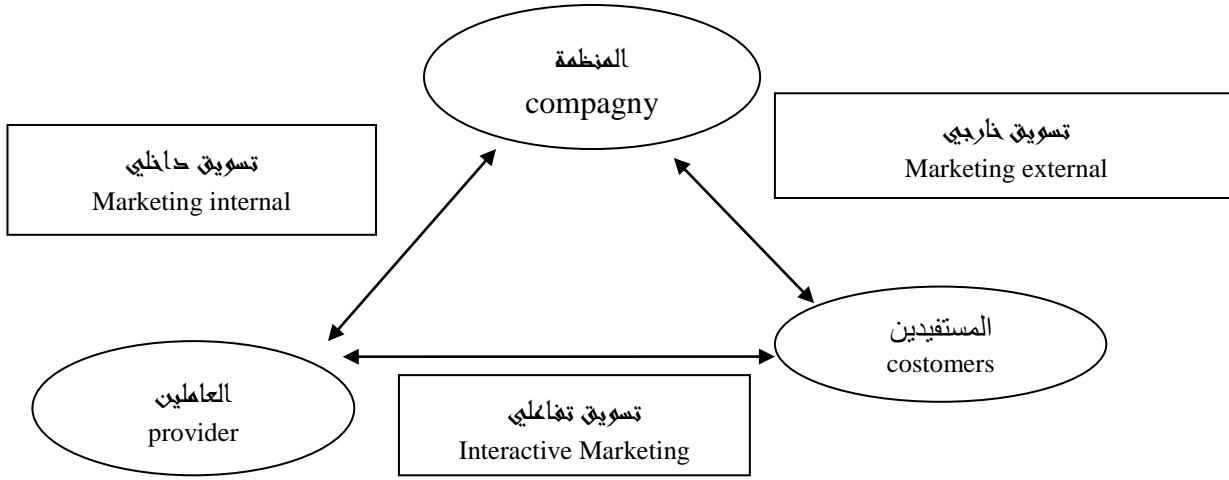 المنظمة
compagny
تسويق خارجي
Marketing external
تسويق داخلي
Marketing internal
المستفيدين
costomers
العاملين
provider
تسويق تفاعلي
Interactive Marketing